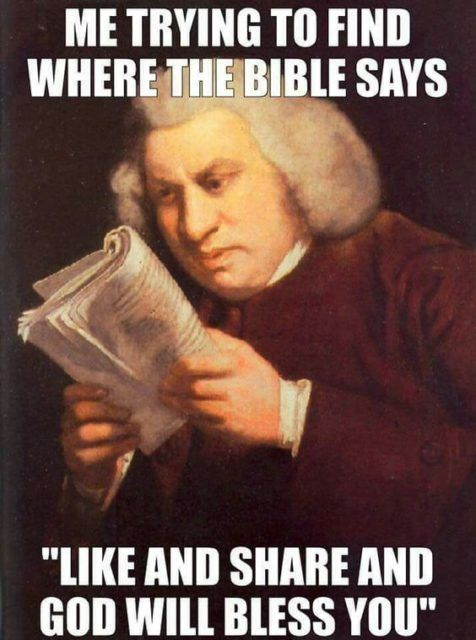 ME TRYING TO FIND
WHERE THE BIBLE SAYS
"LIKE AND SHARE AND
GOD WILL BLESS YOU"